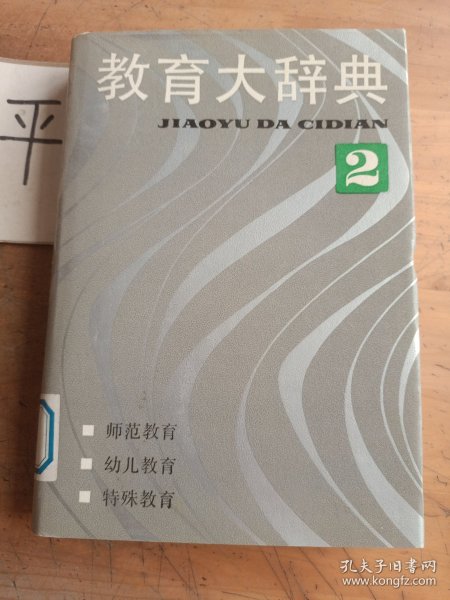 教育大辞典
JIAOYU DA CIDIAN
2
平
师范教育
幼儿教育
特殊教育
孔夫子旧书网
www.kongfz.com